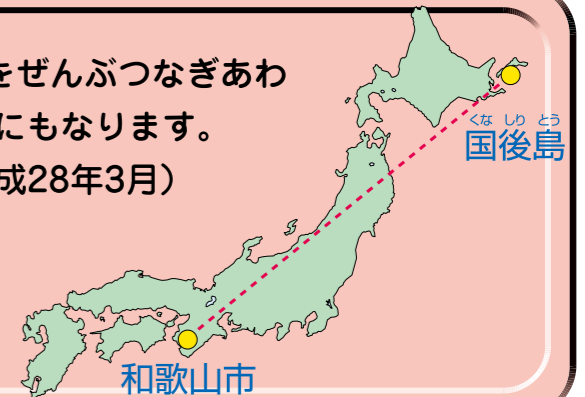 をぜんぶつなぎあわ
にもなります。
成28年3月）
くなしりとう
国後島
和歌山市